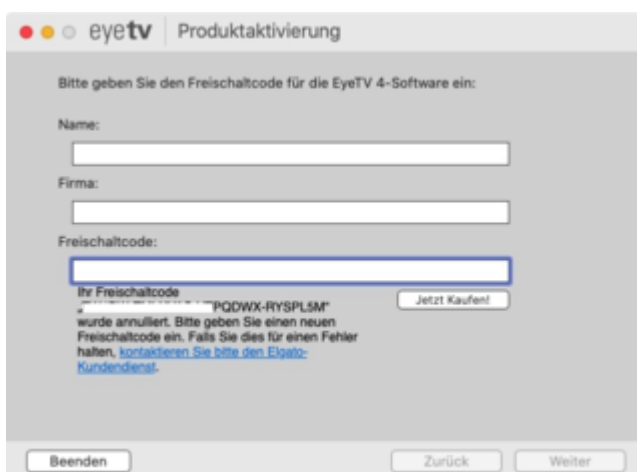 eyetv Produktaktivierung
Bitte geben Sie den Freischaltcode für die EyeTV 4-Software ein:
Name:
Firma:
Freischaltcode:
Ihr Freischaltcode
PQDWX-RYSPL5M"
wurde annulliert. Bitte geben Sie einen neuen
Freischaltcode ein. Falls Sie dies für einen Fehler
halten, kontaktieren Sie bitte den Elgato-
Kundendienst.
Jetzt Kaufen!
Beenden
Zurück
Weiter